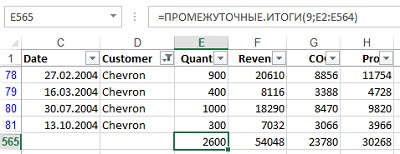 E565 =ПРОМЕЖУТОЧНЫЕ.ИТОГИ(9;E2:E564)
C D E F G H
1 Date Customer Quant Reven CO Pro
78 27.02.2004 Chevron 900 20610 8856 11754
79 16.03.2004 Chevron 400 8116 3388 4728
80 30.07.2004 Chevron 1000 18290 8470 9820
81 13.10.2004 Chevron 300 7032 3066 3966
565 2600 54048 23780 30268